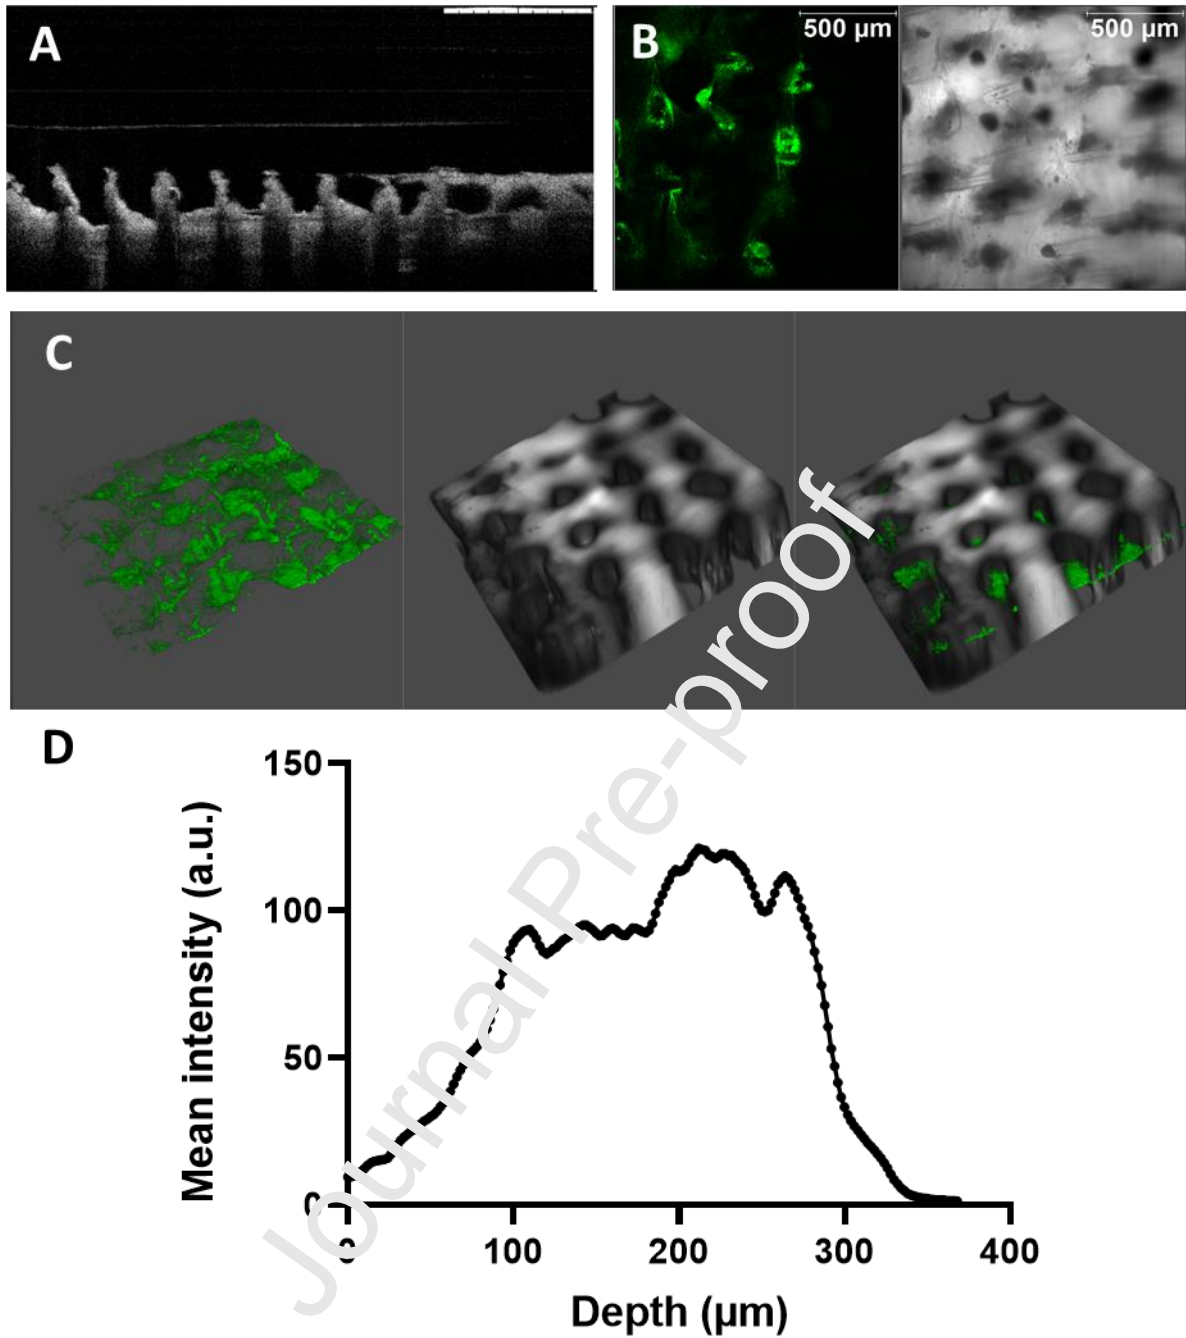 A
B
500 µm
500 µm
C
D
150
100
50
0
0
100
200
300
400
Mean intensity (a.u.)
Depth (µm)
Journal Pre-proof